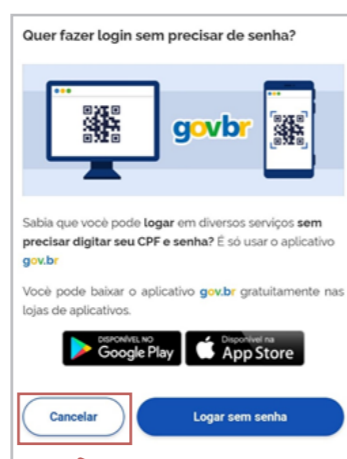 Quer fazer login sem precisar de senha?
govbr
Sabia que você pode logar em diversos serviços sem
precisar digitar seu CPF e senha? É só usar o aplicativo
gov.br
Você pode baixar o aplicativo gov.br gratuitamente nas
lojas de aplicativos.
DISPONÍVEL NO
Google Play
Disponível na
App Store
Cancelar
Logar sem senha